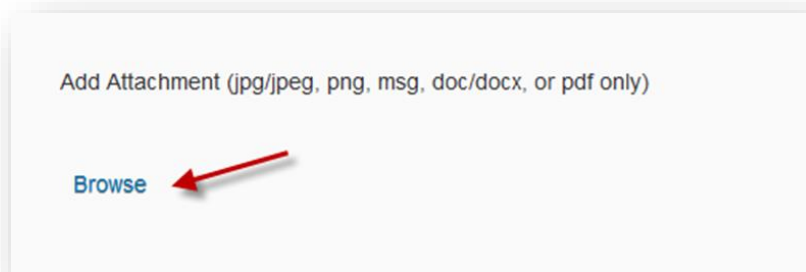 Add Attachment (jpg/jpeg, png, msg, doc/docx, or pdf only)
Browse